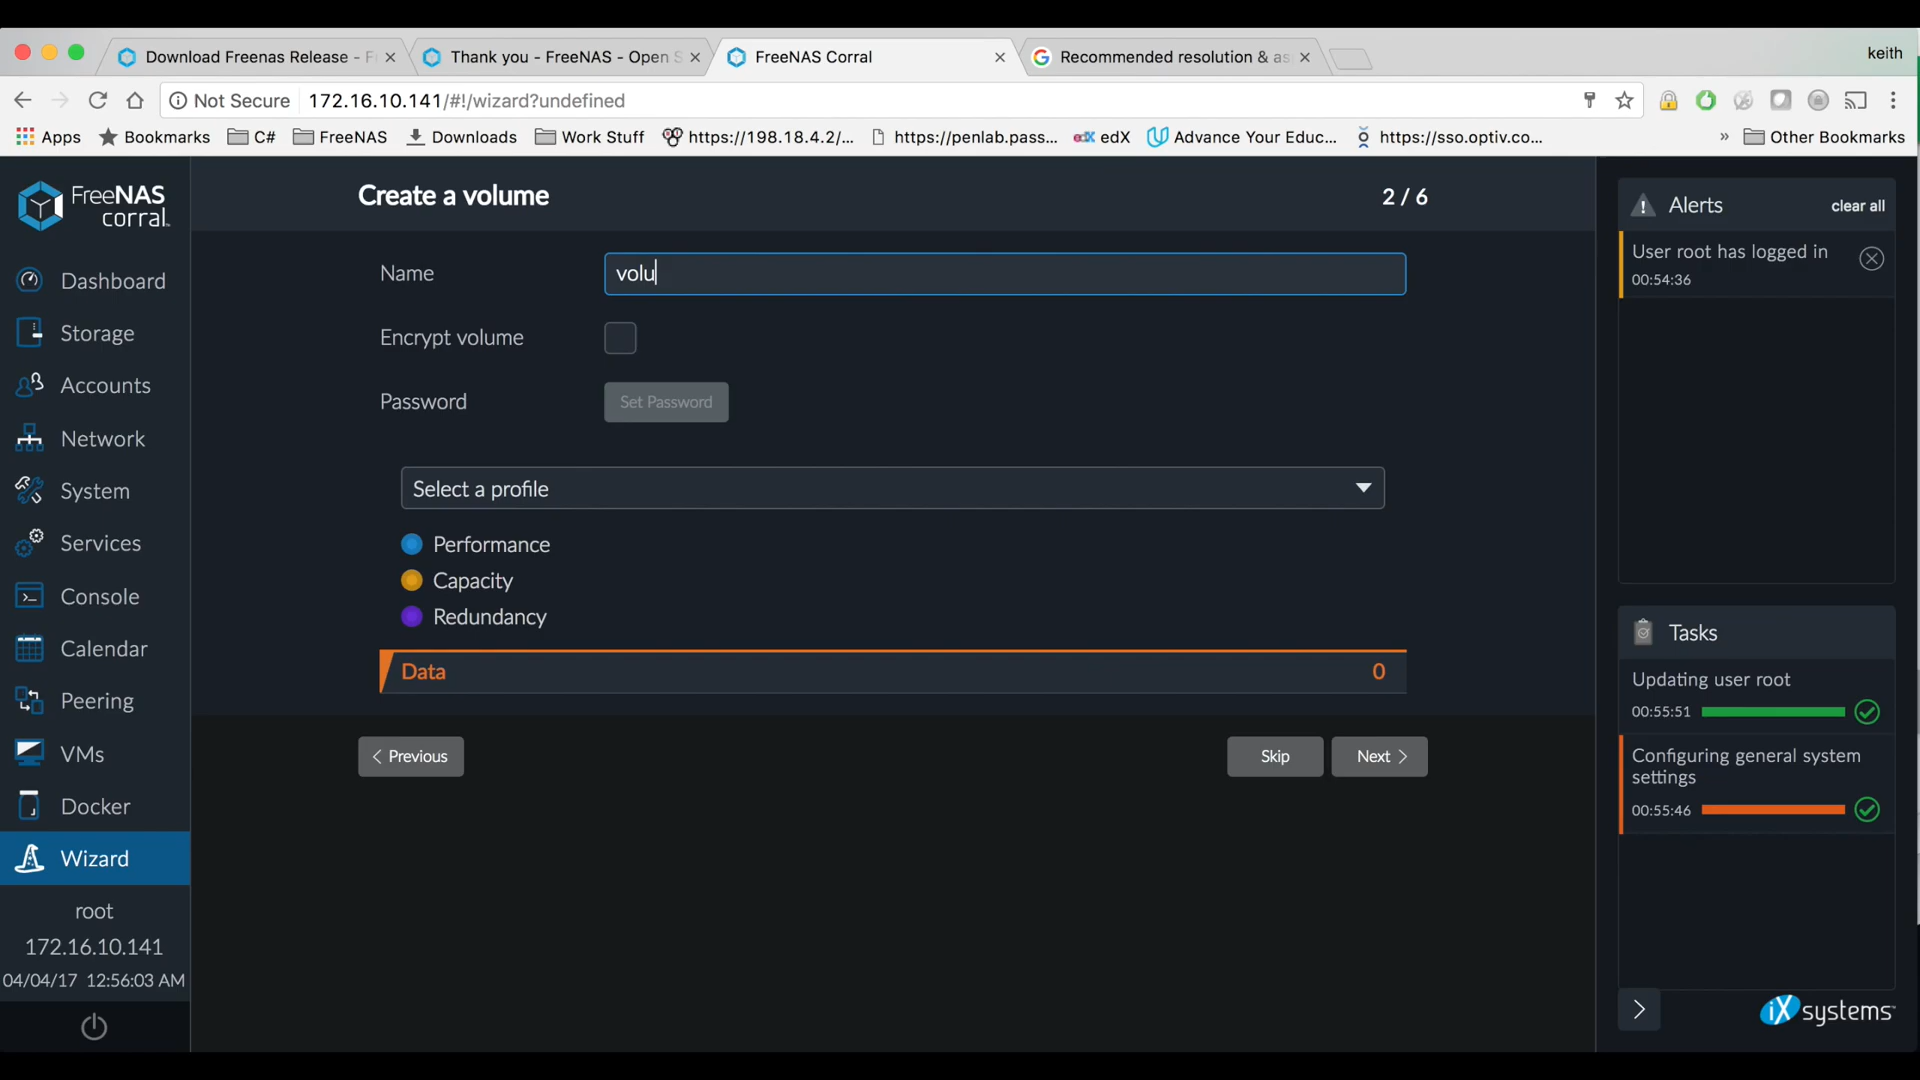 Download Freenas Release - F
Thank you - FreeNAS - Open S
FreeNAS Corral
Recommended resolution & as
keith
Not Secure
172.16.10.141/#!/wizard?undefined
Apps
Bookmarks
C#
FreeNAS
Downloads
Work Stuff
https://198.18.4.2/...
https://penlab.pass...
edX
edX
Advance Your Educ...
https://sso.optiv.co...
»
Other Bookmarks
FreeNAS
corral™
Dashboard
Storage
Accounts
Network
System
Services
Console
Calendar
Peering
VMs
Docker
Wizard
root
172.16.10.141
04/04/17 12:56:03 AM
Create a volume
2 / 6
Name
volu
Encrypt volume
Password
Set Password
Select a profile
Performance
Capacity
Redundancy
Data
0
< Previous
Skip
Next >
Alerts
clear all
User root has logged in
00:54:36
Tasks
Updating user root
00:55:51
Configuring general system
settings
00:55:46
iXsystems